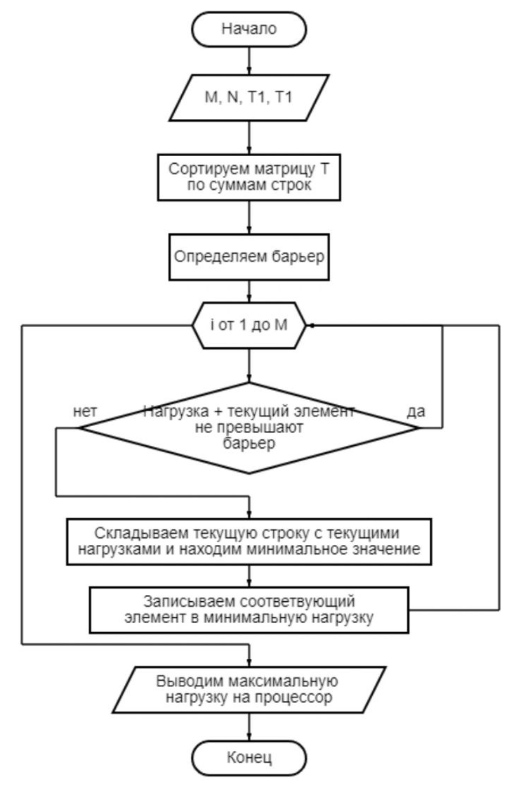 Начало
M, N, T1, T1
Сортируем матрицу T
по суммам строк
Определяем барьер
i от 1 до M
нет
Нагрузка + текущий элемент
не превышают
барьер
да
Складываем текущую строку с текущими
нагрузками и находим минимальное значение
Записываем соответвующий
элемент в минимальную нагрузку
Выводим максимальную
нагрузку на процессор
Конец